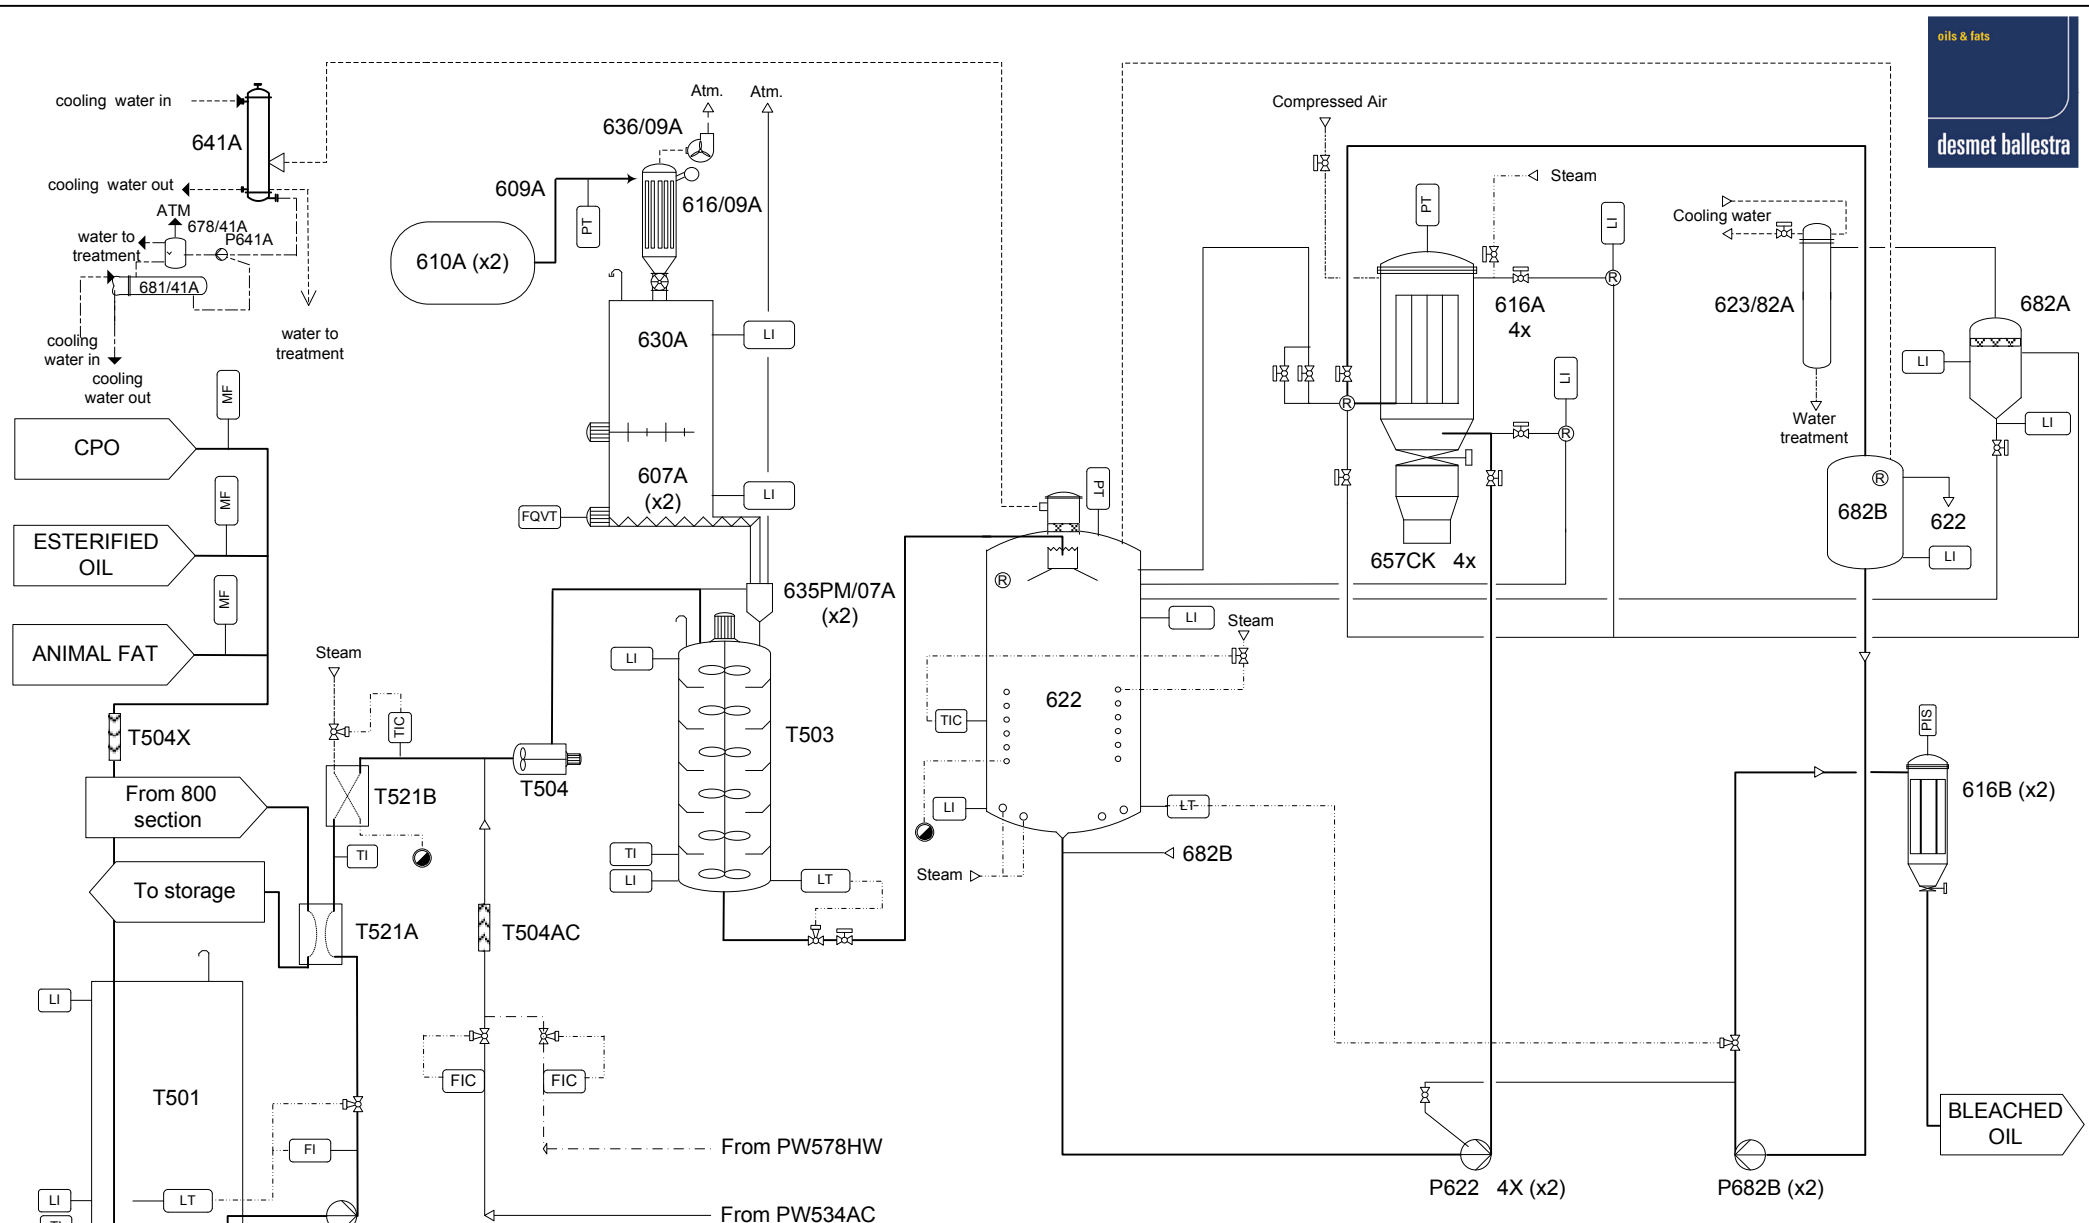 oils & fats
desmet ballestra
cooling water in
641A
cooling water out
ATM
678/41A
P641A
water to
treatment
681/41A
cooling
water in
cooling
water out
water to
treatment
Atm.
Atm.
636/09A
609A
616/09A
PT
610A (x2)
630A
LI
607A
(x2)
LI
FQVT
635PM/07A
(x2)
Compressed Air
Steam
PT
LI
616A
4x
LI
657CK 4x
Cooling water
623/82A
Water
treatment
682A
LI
LI
682B
622
LI
R
R
R
R
R
MF
CPO
MF
ESTERIFIED
OIL
MF
ANIMAL FAT
T504X
Steam
TIC
From 800
section
T521B
TI
To storage
T521A
T504
T504AC
LI
T503
TI
LI
LT
PT
LI
Steam
622
TIC
LI
LT
682B
Steam
PIS
616B (x2)
LI
T501
FI
LI
LT
TI
FIC
FIC
From PW578HW
From PW534AC
P622 4X (x2)
P682B (x2)
BLEACHED
OIL